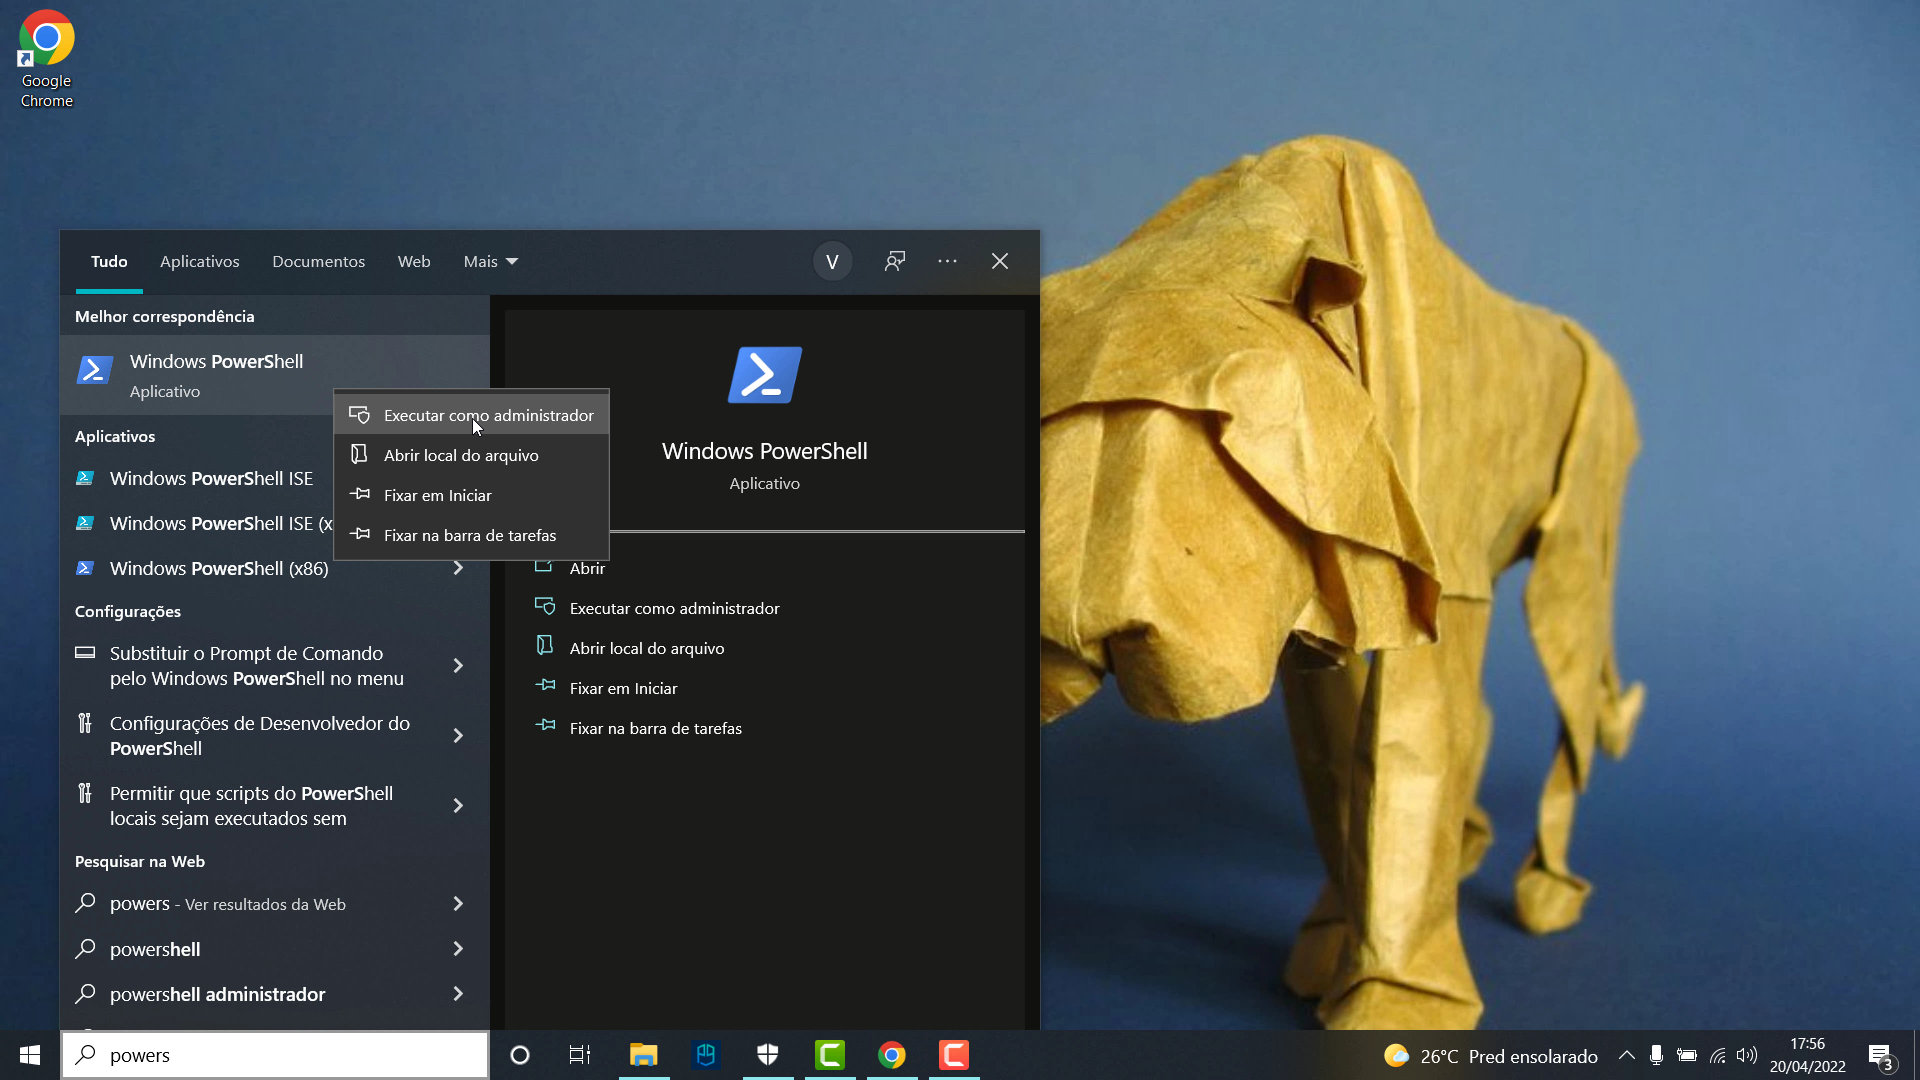 Google
Chrome
Tudo
Aplicativos
Documentos
Web
Mais
V
Melhor correspondência
Windows PowerShell
Aplicativo
Executar como administrador
Abrir local do arquivo
Fixar em Iniciar
Fixar na barra de tarefas
Aplicativos
Windows PowerShell ISE
Windows PowerShell ISE (x
Windows PowerShell (x86)
Configurações
Substituir o Prompt de Comando
pelo Windows PowerShell no menu
Configurações de Desenvolvedor do
PowerShell
Permitir que scripts do PowerShell
locais sejam executados sem
Pesquisar na Web
powers - Ver resultados da Web
powershell
powershell administrador
Windows PowerShell
Aplicativo
Abrir
Executar como administrador
Abrir local do arquivo
Fixar em Iniciar
Fixar na barra de tarefas
powers
26°C Pred ensolarado
17:56
20/04/2022
3